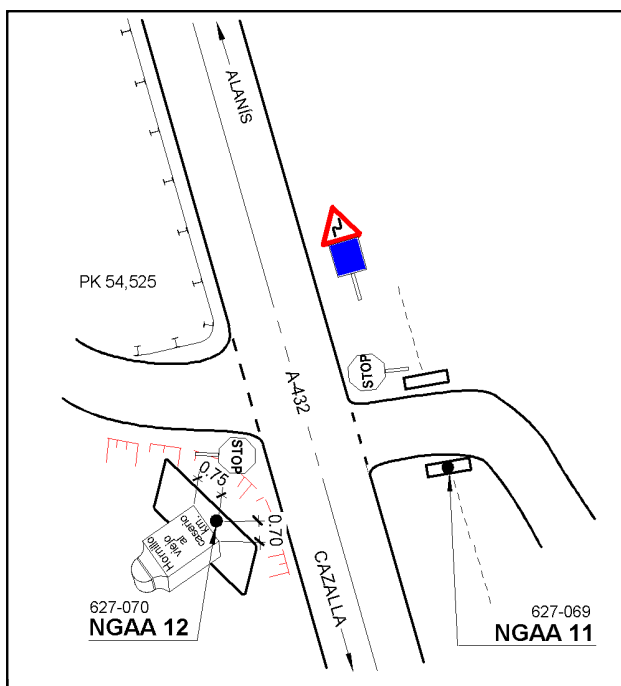 ALANÍS
PK 54,525
STOP
A-432
STOP
0.75
0.70
Hornillo
viejo
al
caserío
km.
CAZALLA
627-070
NGAA 12
627-069
NGAA 11